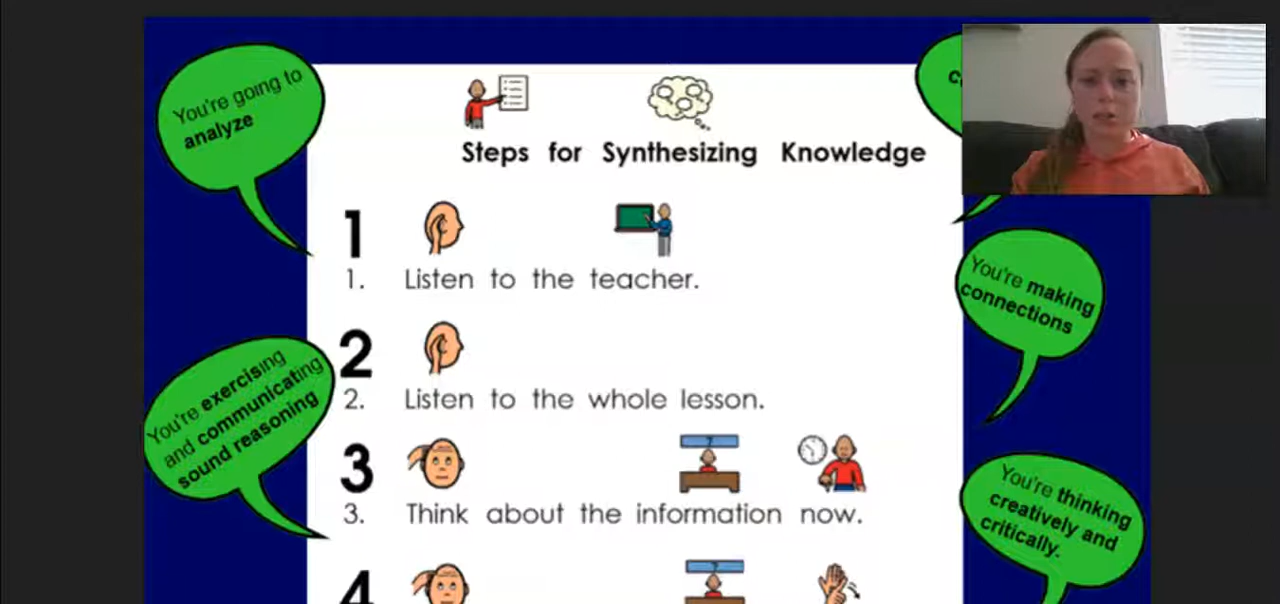 You're going to
analyze
Steps for Synthesizing Knowledge
1
1. Listen to the teacher.
2
2. Listen to the whole lesson.
You're making
connections
You're exercising
and communicating
sound reasoning
3
3. Think about the information now.
You're thinking
creatively and
critically.
4